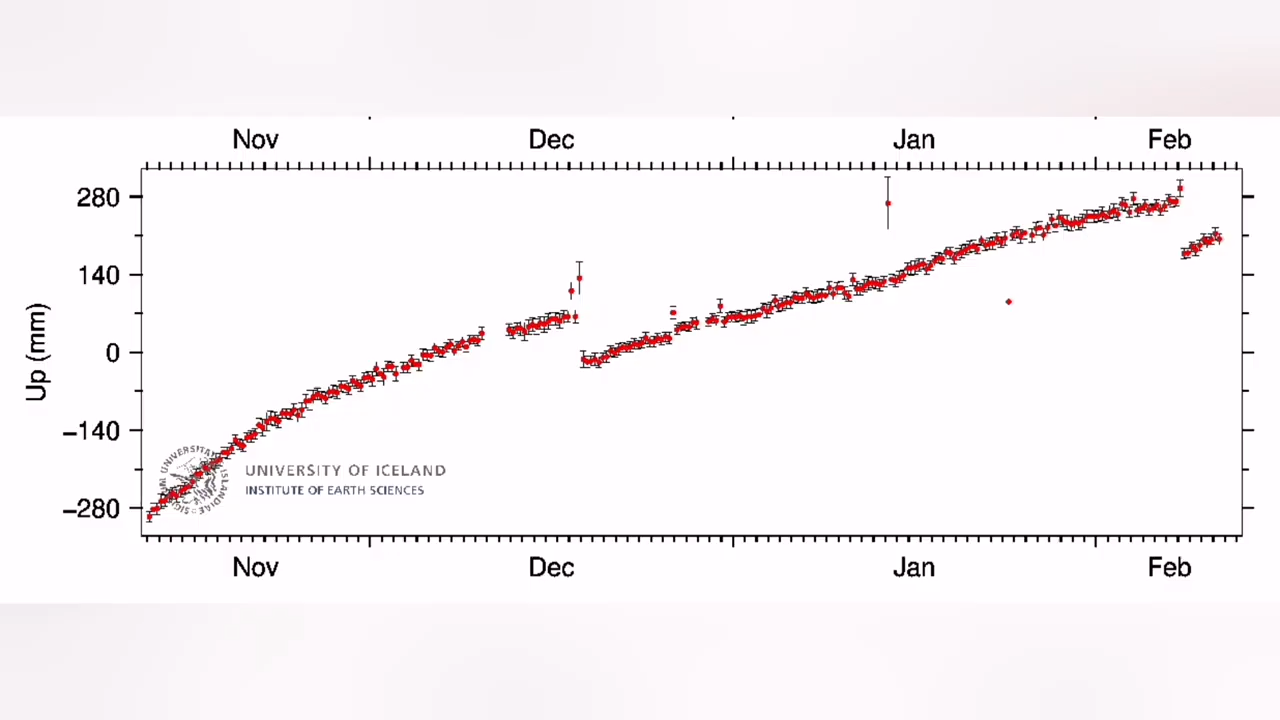 Nov Dec Jan Feb
280
140
0
−140
−280
Up (mm)
UNIVERSITY OF ICELAND
INSTITUTE OF EARTH SCIENCES
Nov Dec Jan Feb